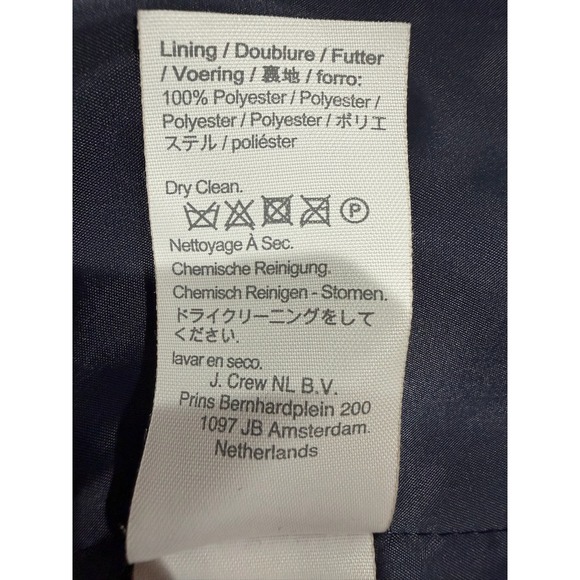 Lining / Doublure / Futter
/ Voering / 裏地 / forro:
100% Polyester / Polyester /
Polyester / Polyester / ポリエ
ステル / poliéster
Dry Clean.
P
Nettoyage À Sec.
Chemische Reinigung.
Chemisch Reinigen - Stomen.
ドライクリーニングをして
ください.
lavar en seco.
J. Crew NL B.V.
Prins Bernhardplein 200
1097 JB Amsterdam.
Netherlands